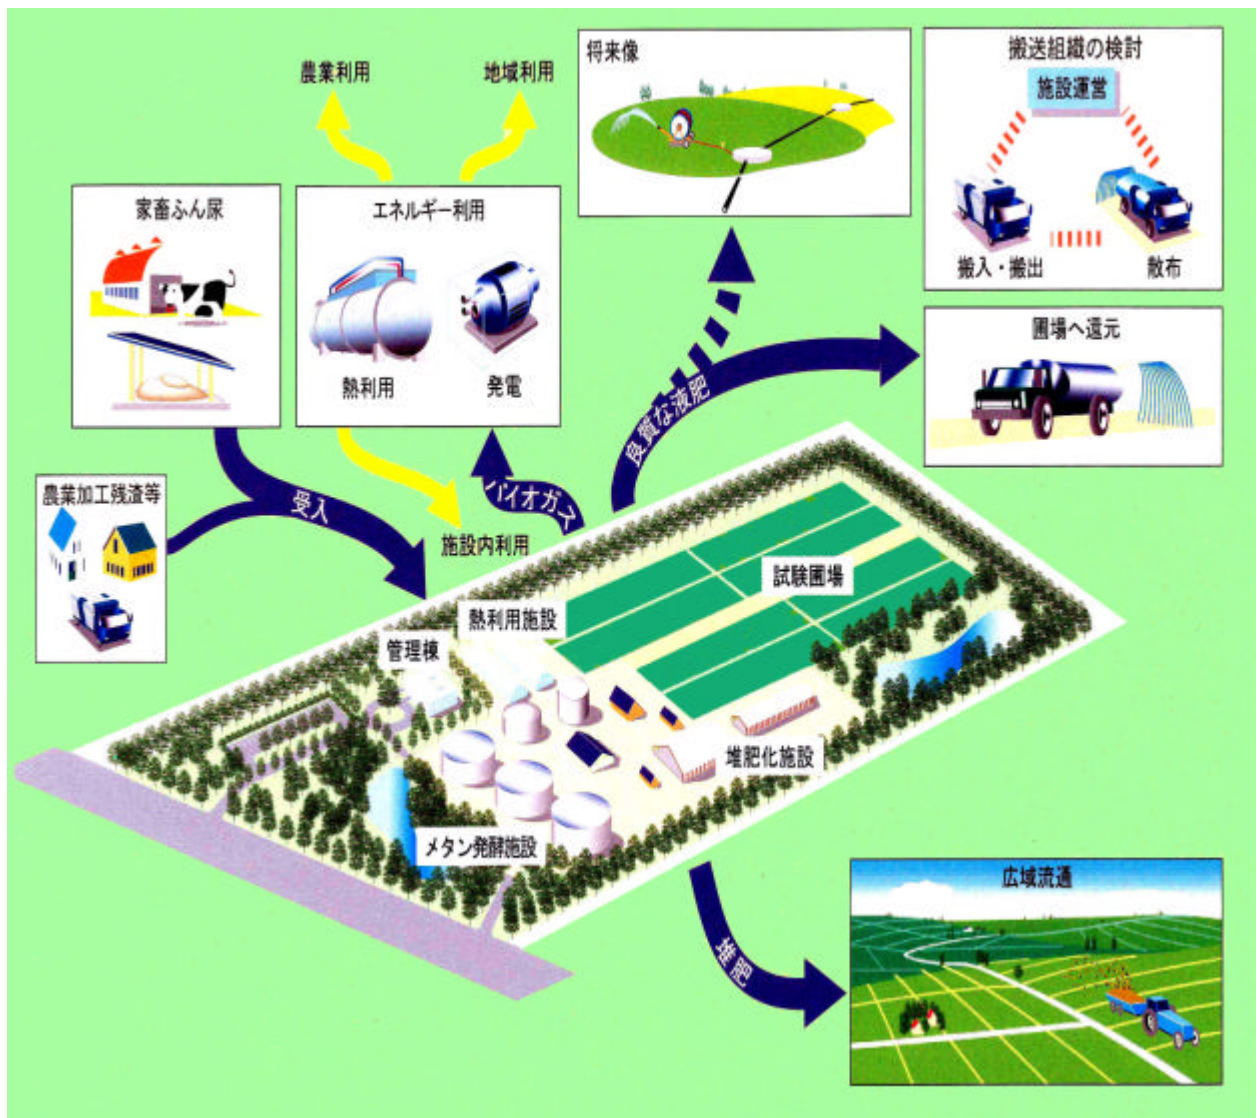 農業利用
地域利用
将来像
搬送組織の検討
施設運営
搬入・搬出
散布
家畜ふん尿
エネルギー利用
熱利用
発電
圃場へ還元
良質な液肥
バイオガス
農業加工残渣等
受入
施設内利用
試験圃場
熱利用施設
管理棟
堆肥化施設
メタン発酵施設
堆肥
広域流通